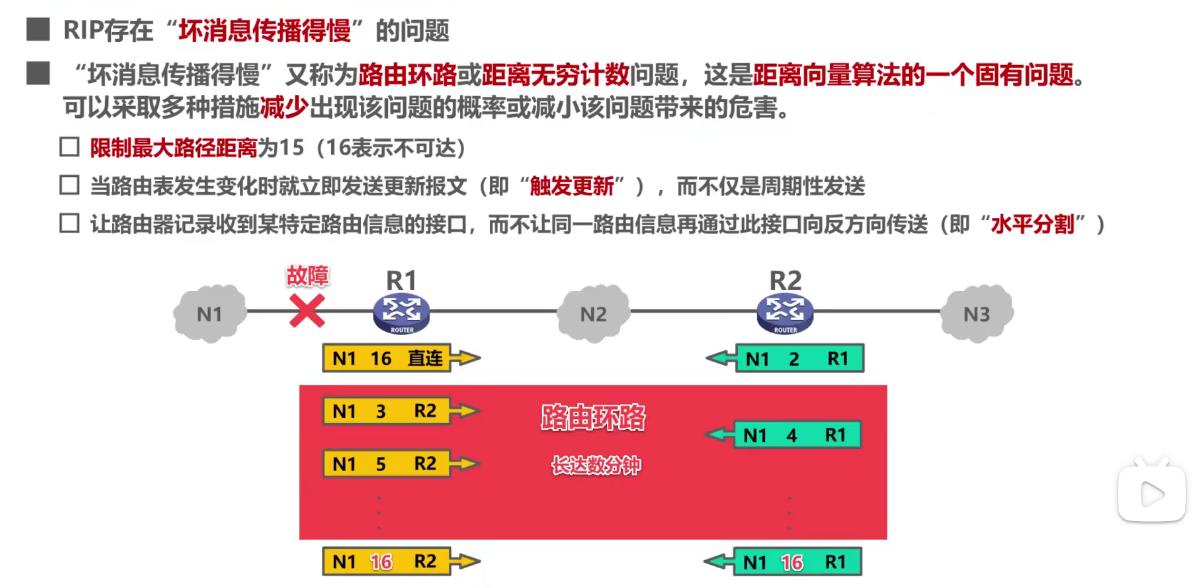 RIP存在“坏消息传播得慢”的问题
“坏消息传播得慢”又称为路由环路或距离无穷计数问题，这是距离向量算法的一个固有问题。
可以采取多种措施减少出现该问题的概率或减小该问题带来的危害。
限制最大路径距离为15（16表示不可达）
当路由表发生变化时就立即发送更新报文（即“触发更新”），而不仅是周期性发送
让路由器记录收到某特定路由信息的接口，而不让同一路由信息再通过此接口向反方向传送（即“水平分割”）
故障 R1 R2
N1 N2 N3
ROUTER ROUTER
N1 16 直连 N1 2 R1
N1 3 R2 路由环路
N1 4 R1
N1 5 R2 长达数分钟
N1 16 R2 N1 16 R1